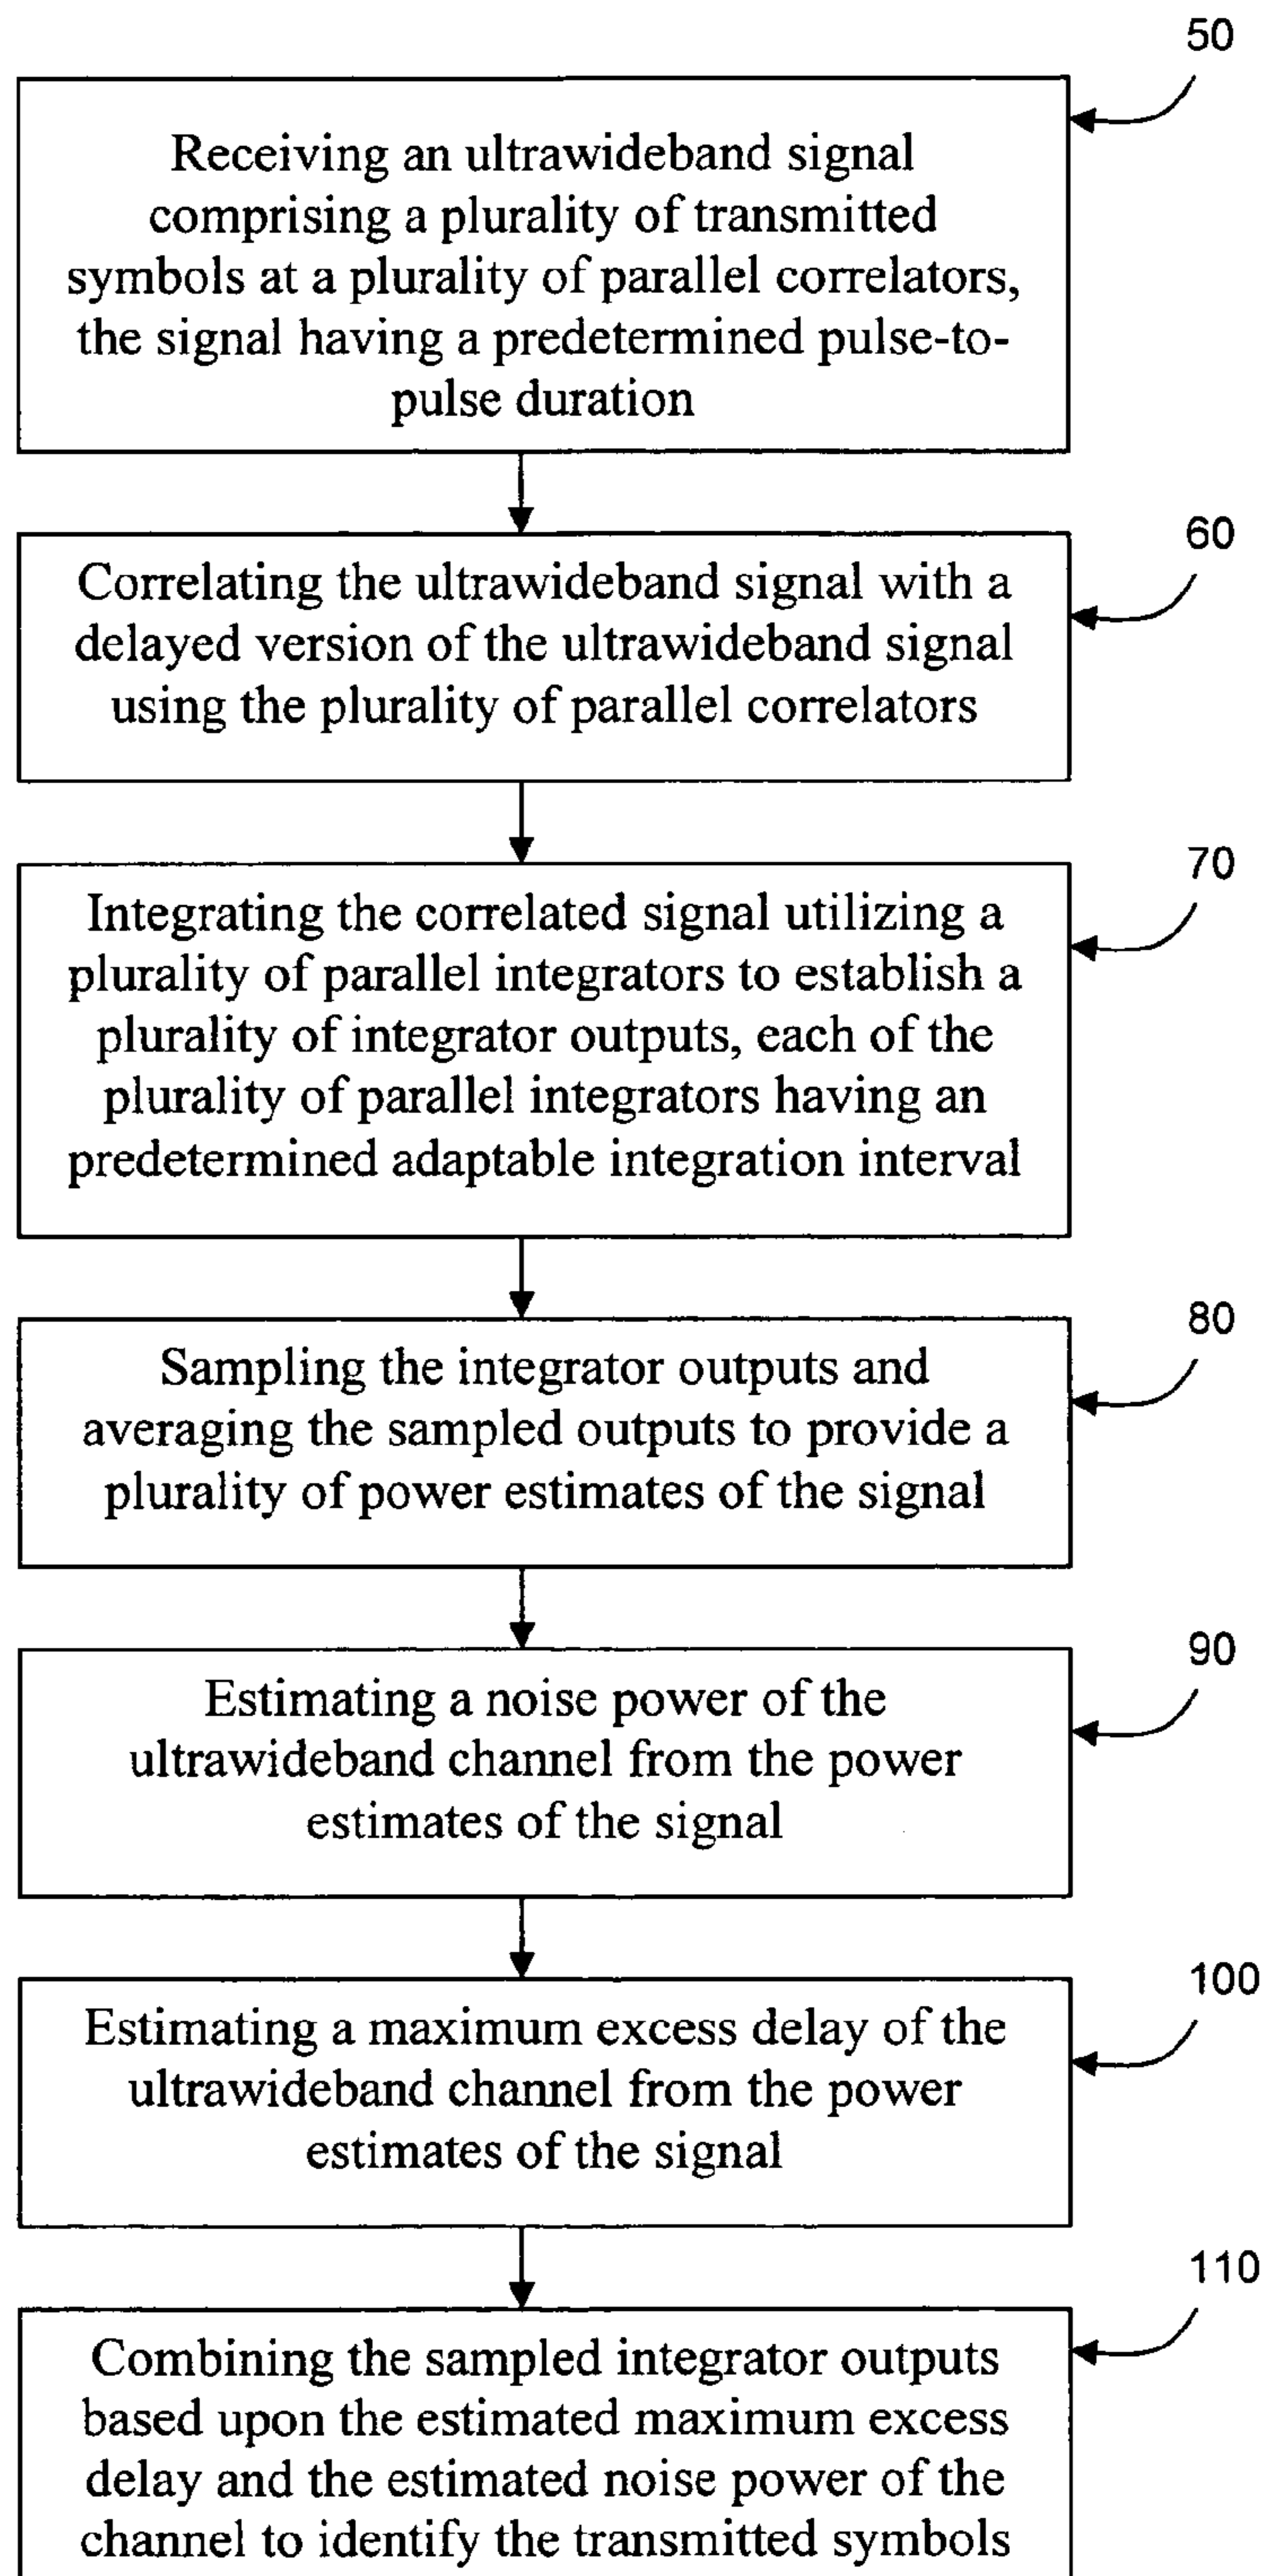 50
Receiving an ultrawideband signal
comprising a plurality of transmitted
symbols at a plurality of parallel correlators,
the signal having a predetermined pulse-to-
pulse duration
60
Correlating the ultrawideband signal with a
delayed version of the ultrawideband signal
using the plurality of parallel correlators
70
Integrating the correlated signal utilizing a
plurality of parallel integrators to establish a
plurality of integrator outputs, each of the
plurality of parallel integrators having an
predetermined adaptable integration interval
80
Sampling the integrator outputs and
averaging the sampled outputs to provide a
plurality of power estimates of the signal
90
Estimating a noise power of the
ultrawideband channel from the power
estimates of the signal
100
Estimating a maximum excess delay of the
ultrawideband channel from the power
estimates of the signal
110
Combining the sampled integrator outputs
based upon the estimated maximum excess
delay and the estimated noise power of the
channel to identify the transmitted symbols